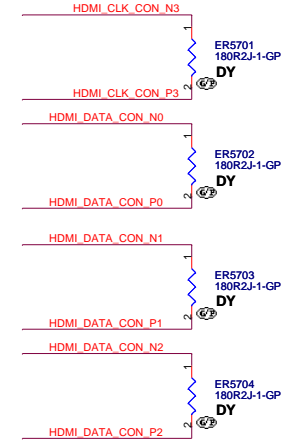 HDMI_CLK_CON_N3
1
ER5701
180R2J-1-GP
DY
2
G/P
HDMI_CLK_CON_P3
HDMI_DATA_CON_N0
1
ER5702
180R2J-1-GP
DY
2
G/P
HDMI_DATA_CON_P0
HDMI_DATA_CON_N1
1
ER5703
180R2J-1-GP
DY
2
G/P
HDMI_DATA_CON_P1
HDMI_DATA_CON_N2
1
ER5704
180R2J-1-GP
DY
2
G/P
HDMI_DATA_CON_P2